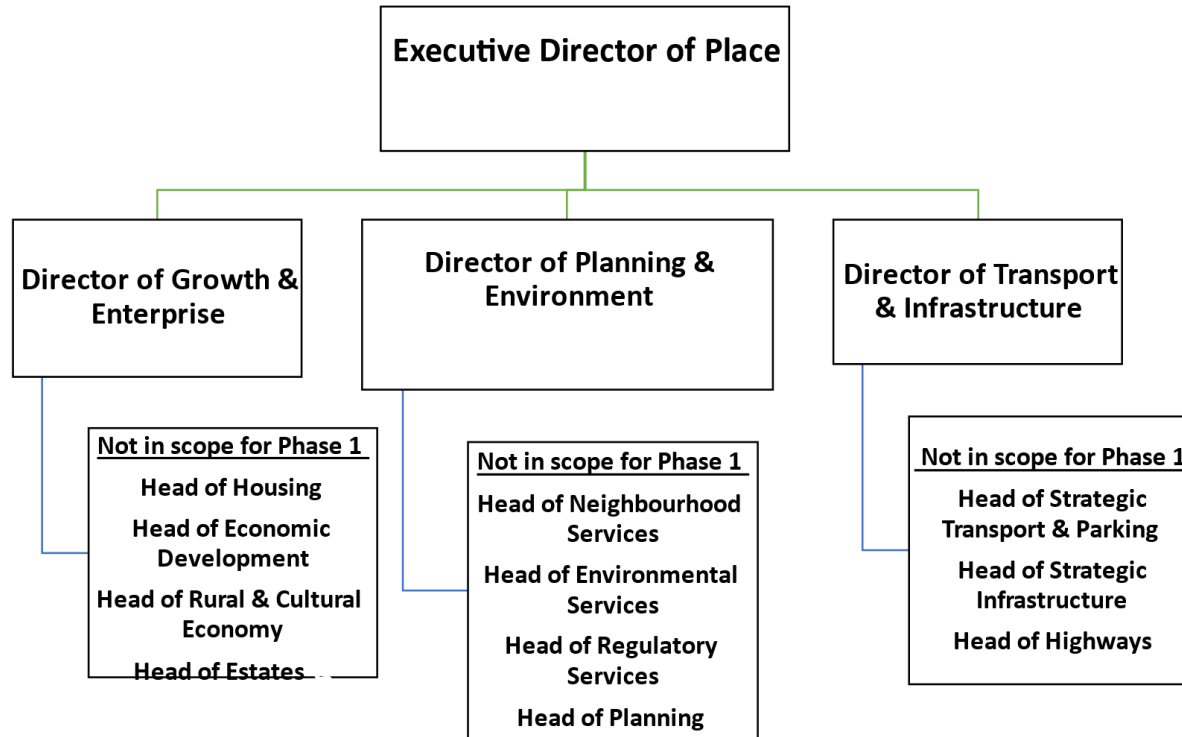 Executive Director of Place
Director of Growth &
Enterprise
Director of Planning &
Environment
Director of Transport
& Infrastructure
Not in scope for Phase 1
Head of Housing
Head of Economic
Development
Head of Rural & Cultural
Economy
Head of Estates
Not in scope for Phase 1
Head of Neighbourhood
Services
Head of Environmental
Services
Head of Regulatory
Services
Head of Planning
Not in scope for Phase 1
Head of Strategic
Transport & Parking
Head of Strategic
Infrastructure
Head of Highways